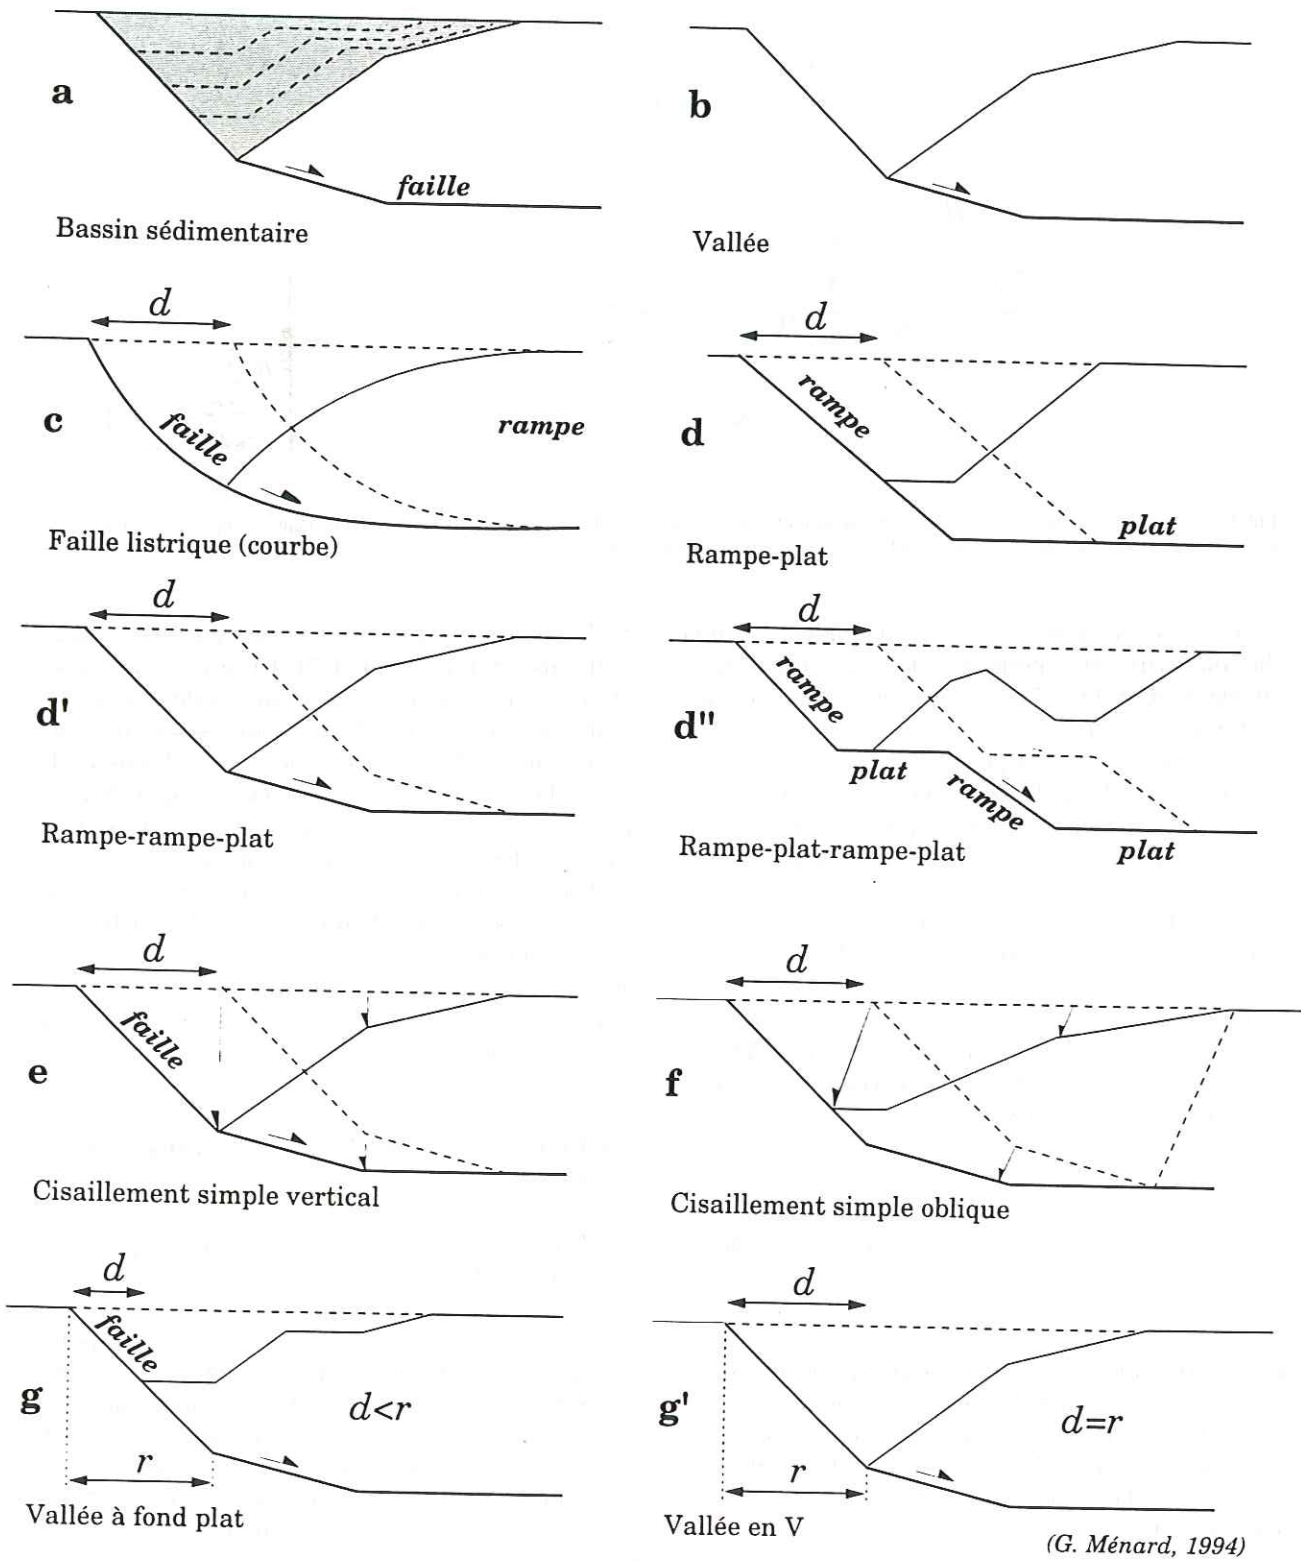 a
faille
Bassin sédimentaire
b
Vallée
d
c
faille
rampe
Faille listrique (courbe)
d
d
rampe
plat
Rampe-plat
d
d'
Rampe-rampe-plat
d
d"
rampe
plat
rampe
plat
Rampe-plat-rampe-plat
d
e
faille
Cisaillement simple vertical
d
f
Cisaillement simple oblique
d
faille
g
d<r
r
Vallée à fond plat
d
g'
d=r
r
Vallée en V
(G. Ménard, 1994)